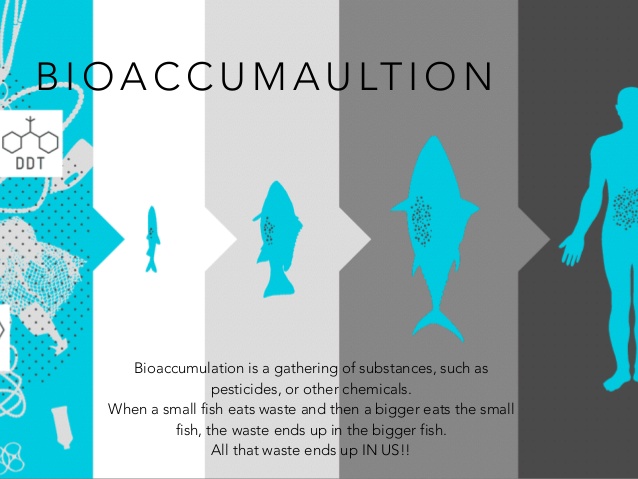 BIOACCUMAULTION
DDT
Bioaccumulation is a gathering of substances, such as
pesticides, or other chemicals.
When a small fish eats waste and then a bigger eats the small
fish, the waste ends up in the bigger fish.
All that waste ends up IN US!!